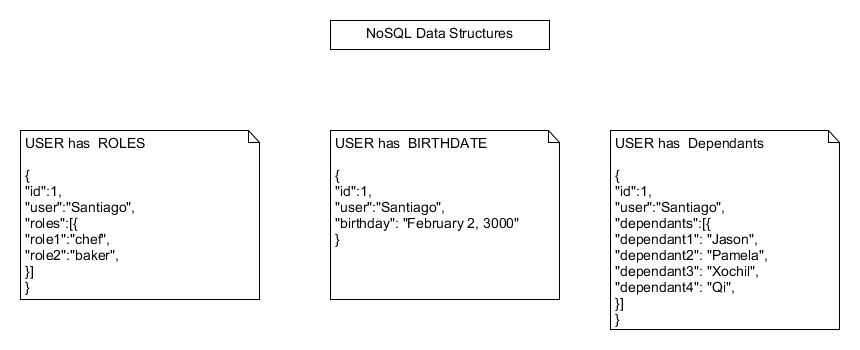 NoSQL Data Structures
USER has  ROLES
{
"id":1,
"user":"Santiago",
"roles":[{
"role1":"chef",
"role2":"baker",
}]
}
USER has  BIRTHDATE
{
"id":1,
"user":"Santiago",
"birthday": "February 2, 3000"
}
USER has  Dependants
{
"id":1,
"user":"Santiago",
"dependants":[{
"dependant1": "Jason",
"dependant2": "Pamela",
"dependant3": "Xochil",
"dependant4": "Qi",
}]
}